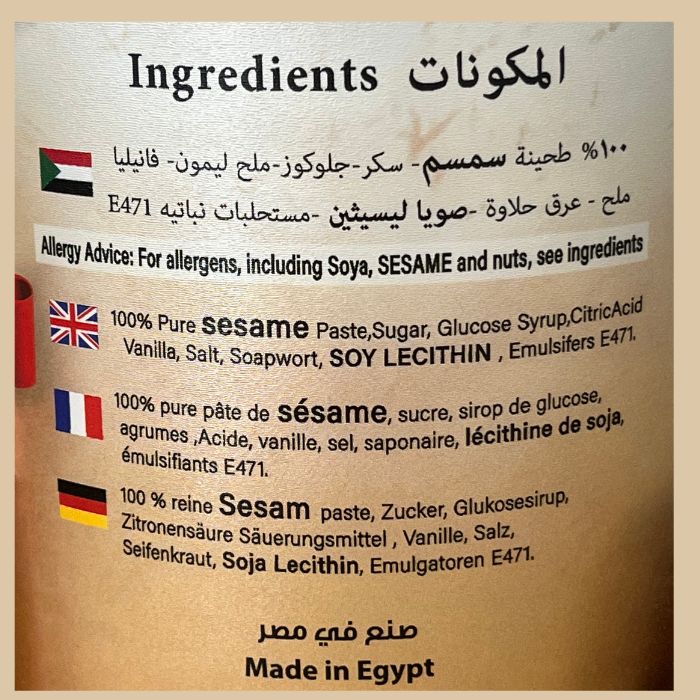 Ingredients المكونات
١٠٠% طحينة سمسم- سكر-جلوكوز-ملح ليمون- فانيليا
ملح - عرق حلاوة -صويا ليسيثين -مستحلبات نباتيه E471
Allergy Advice: For allergens, including Soya, SESAME and nuts, see ingredients
100% Pure sesame Paste,Sugar, Glucose Syrup,CitricAcid
Vanilla, Salt, Soapwort, SOY LECITHIN , Emulsifers E471.
100% pure pâte de sésame, sucre, sirop de glucose,
agrumes ,Acide, vanille, sel, saponaire, lécithine de soja,
émulsifiants E471.
100 % reine Sesam paste, Zucker, Glukosesirup,
Zitronensäure Säuerungsmittel , Vanille, Salz,
Seifenkraut, Soja Lecithin, Emulgatoren E471.
صنع في مصر
Made in Egypt